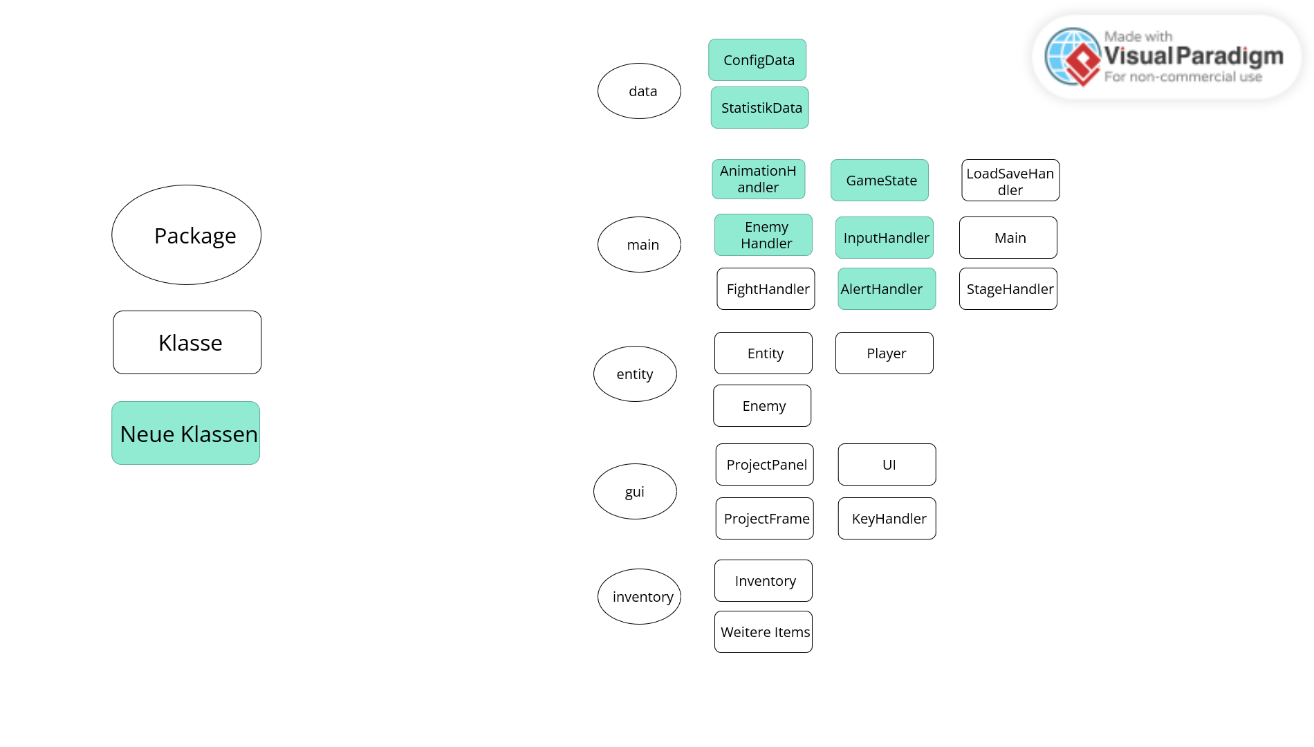 Made with
Visual Paradigm
For non-commercial use
Package
Klasse
Neue Klassen
data
ConfigData
StatistikData
main
AnimationH
andler
GameState
LoadSaveHan
dler
Enemy
Handler
InputHandler
Main
FightHandler
AlertHandler
StageHandler
entity
Entity
Player
Enemy
gui
ProjectPanel
UI
ProjectFrame
KeyHandler
inventory
Inventory
Weitere Items